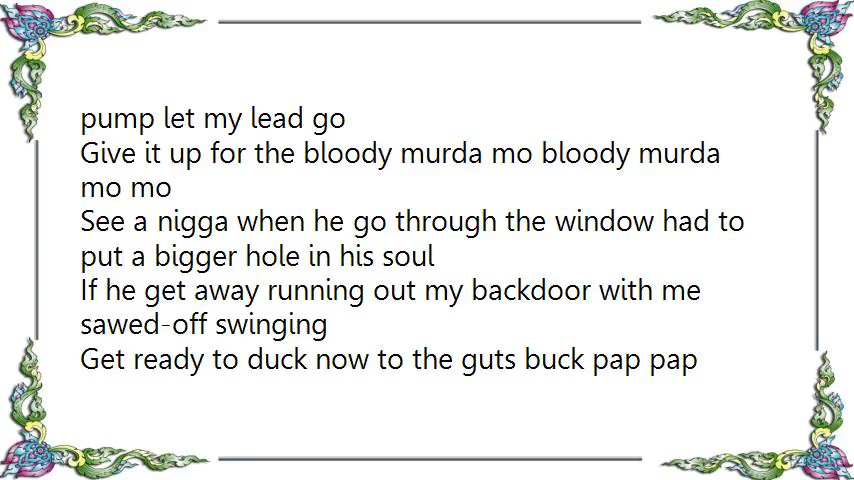 pump let my lead go
Give it up for the bloody murda mo bloody murda
mo mo
See a nigga when he go through the window had to
put a bigger hole in his soul
If he get away running out my backdoor with me
sawed-off swinging
Get ready to duck now to the guts buck pap pap